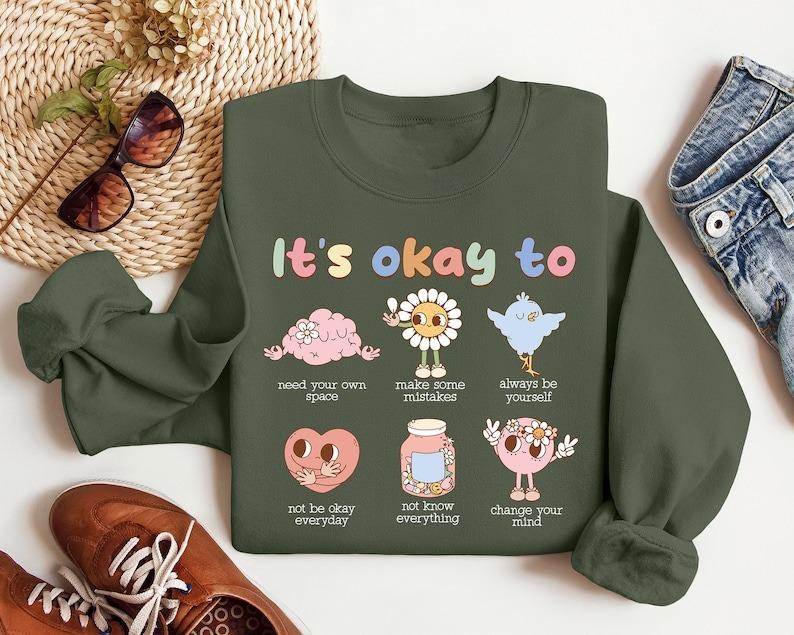 It's okay to
need your own
space
make some
mistakes
always be
yourself
not be okay
everyday
not know
everything
change your
mind